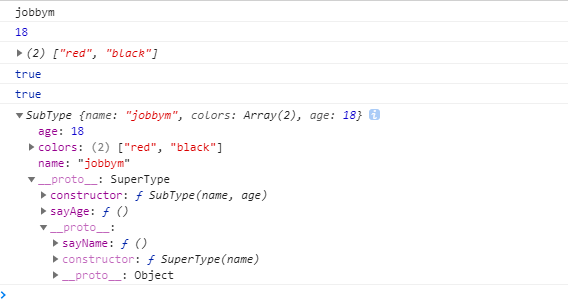 jobbym
18
(2) ["red", "black"]
true
true
SubType {name: "jobbym", colors: Array(2), age: 18} i
age: 18
colors: (2) ["red", "black"]
name: "jobbym"
__proto__: SuperType
constructor: ƒ SubType(name, age)
sayAge: ƒ ()
__proto__:
sayName: ƒ ()
constructor: ƒ SuperType(name)
__proto__: Object